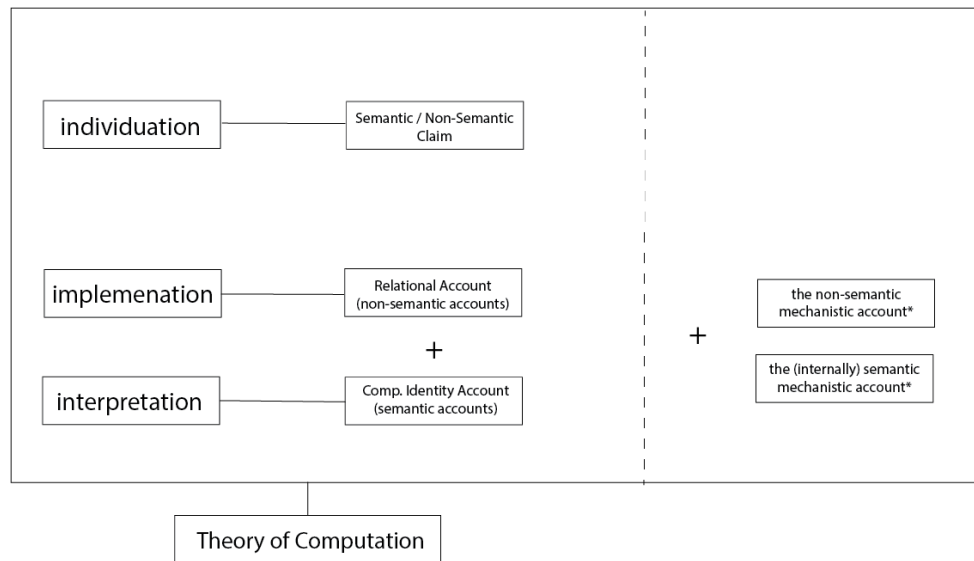 individuation
Semantic / Non-Semantic
Claim
implemenation
Relational Account
(non-semantic accounts)
+
interpretation
Comp. Identity Account
(semantic accounts)
+
the non-semantic
mechanistic account*
the (internally) semantic
mechanistic account*
Theory of Computation